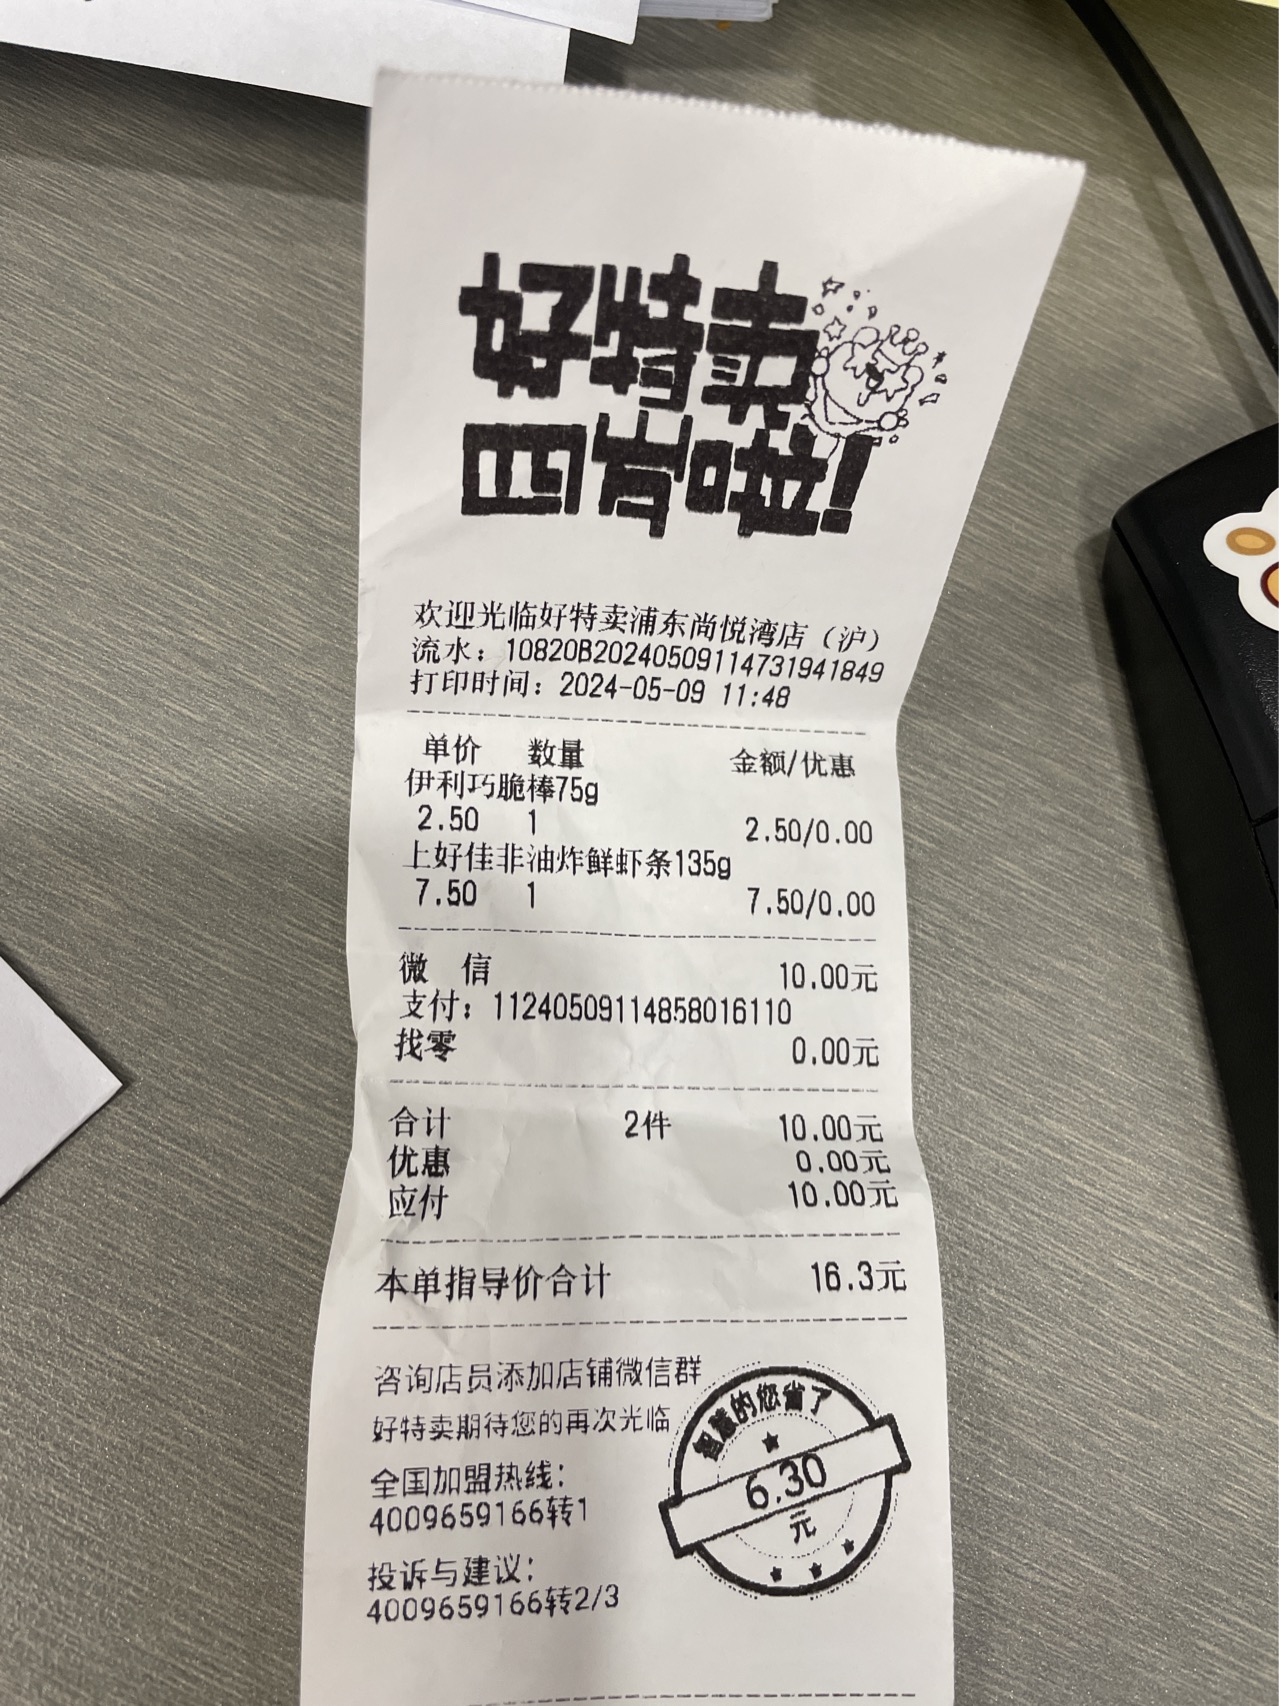 好特卖
四岁啦!
欢迎光临好特卖浦东尚悦湾店（沪）
流水：10820B20240509114731941849
打印时间：2024-05-09 11:48
单价 数量 金额/优惠
伊利巧脆棒75g
2.50 1 2.50/0.00
上好佳非油炸鲜虾条135g
7.50 1 7.50/0.00
微 信 10.00元
支付：11240509114858016110
找零 0.00元
合计 2件 10.00元
优惠 0.00元
应付 10.00元
本单指导价合计 16.3元
咨询店员添加店铺微信群
好特卖期待您的再次光临
全国加盟热线：
4009659166转1
投诉与建议：
4009659166转2/3
智慧的您省了
6.30
元